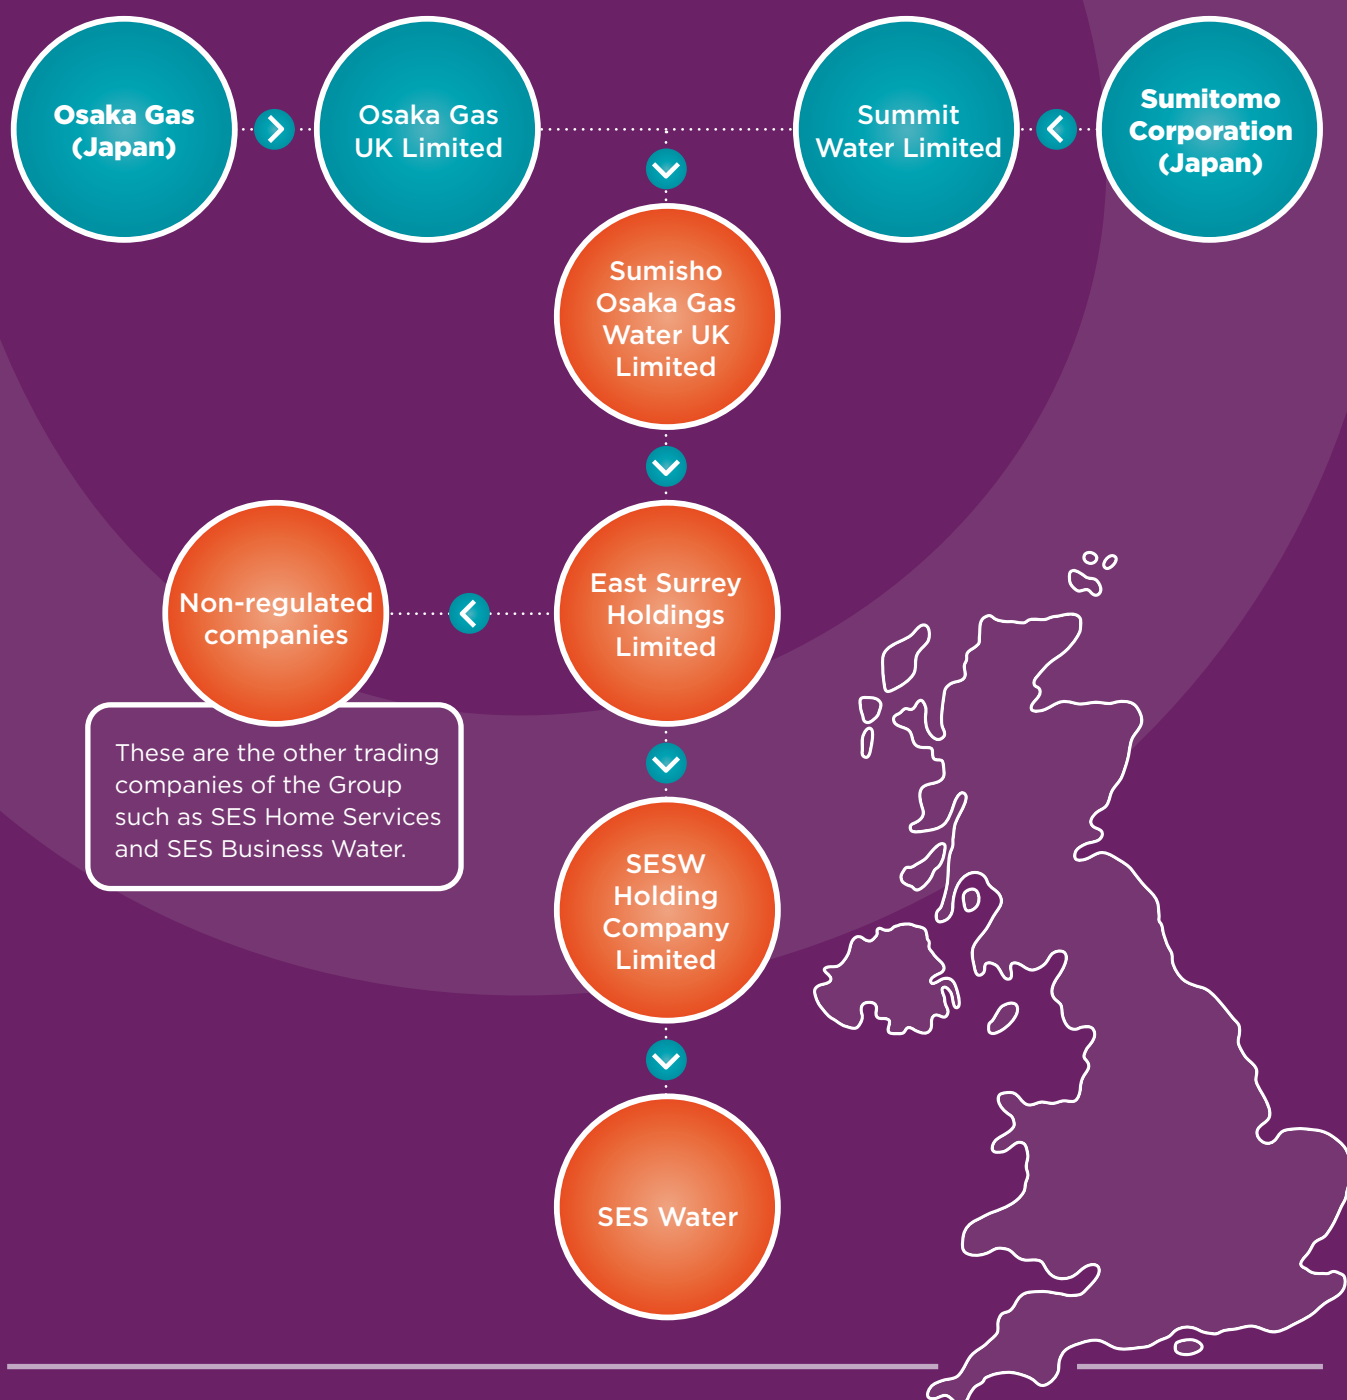 Osaka Gas
(Japan)
Osaka Gas
UK Limited
Summit
Water Limited
Sumitomo
Corporation
(Japan)
Sumisho
Osaka Gas
Water UK
Limited
Non-regulated
companies
East Surrey
Holdings
Limited
These are the other trading
companies of the Group
such as SES Home Services
and SES Business Water.
SESW
Holding
Company
Limited
SES Water